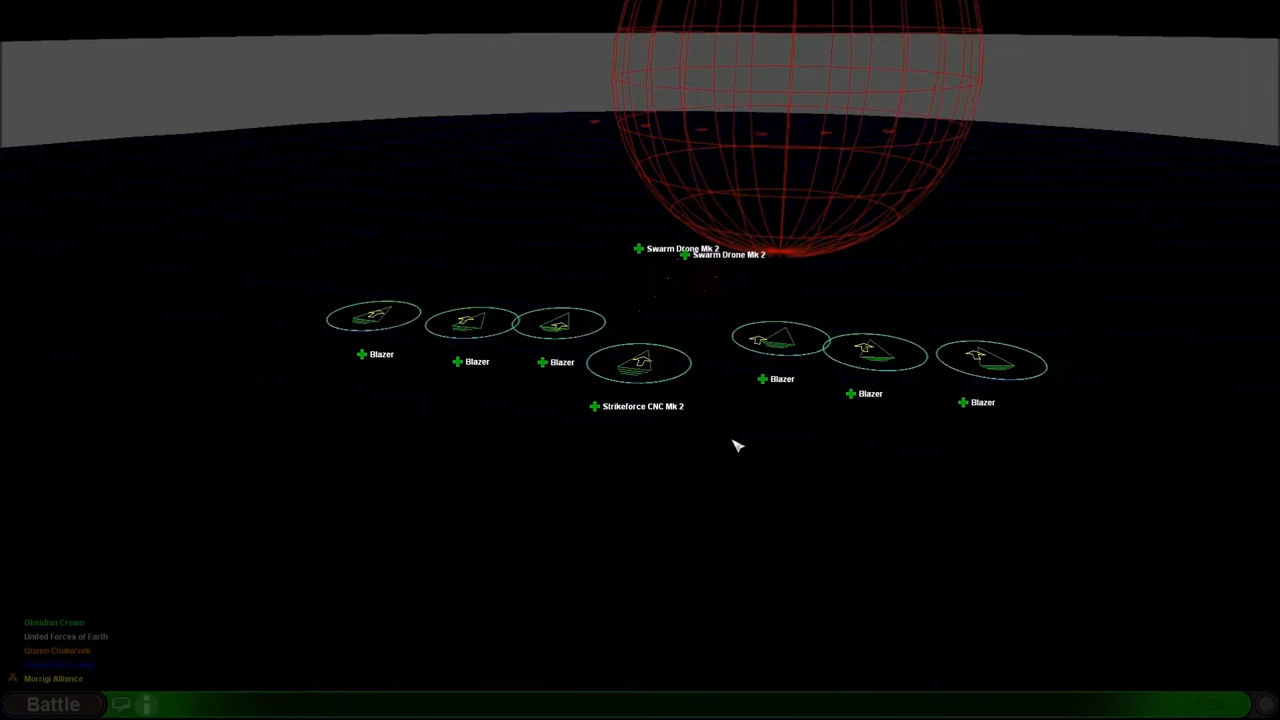 Swarm Drone Mk 2
Swarm Drone Mk 2
Blazer
Blazer
Blazer
Blazer
Blazer
Blazer
Strikeforce CNC Mk 2
Obsidian Crown
United Forces of Earth
Queen Chaka'zek
Morrigi Alliance
Battle